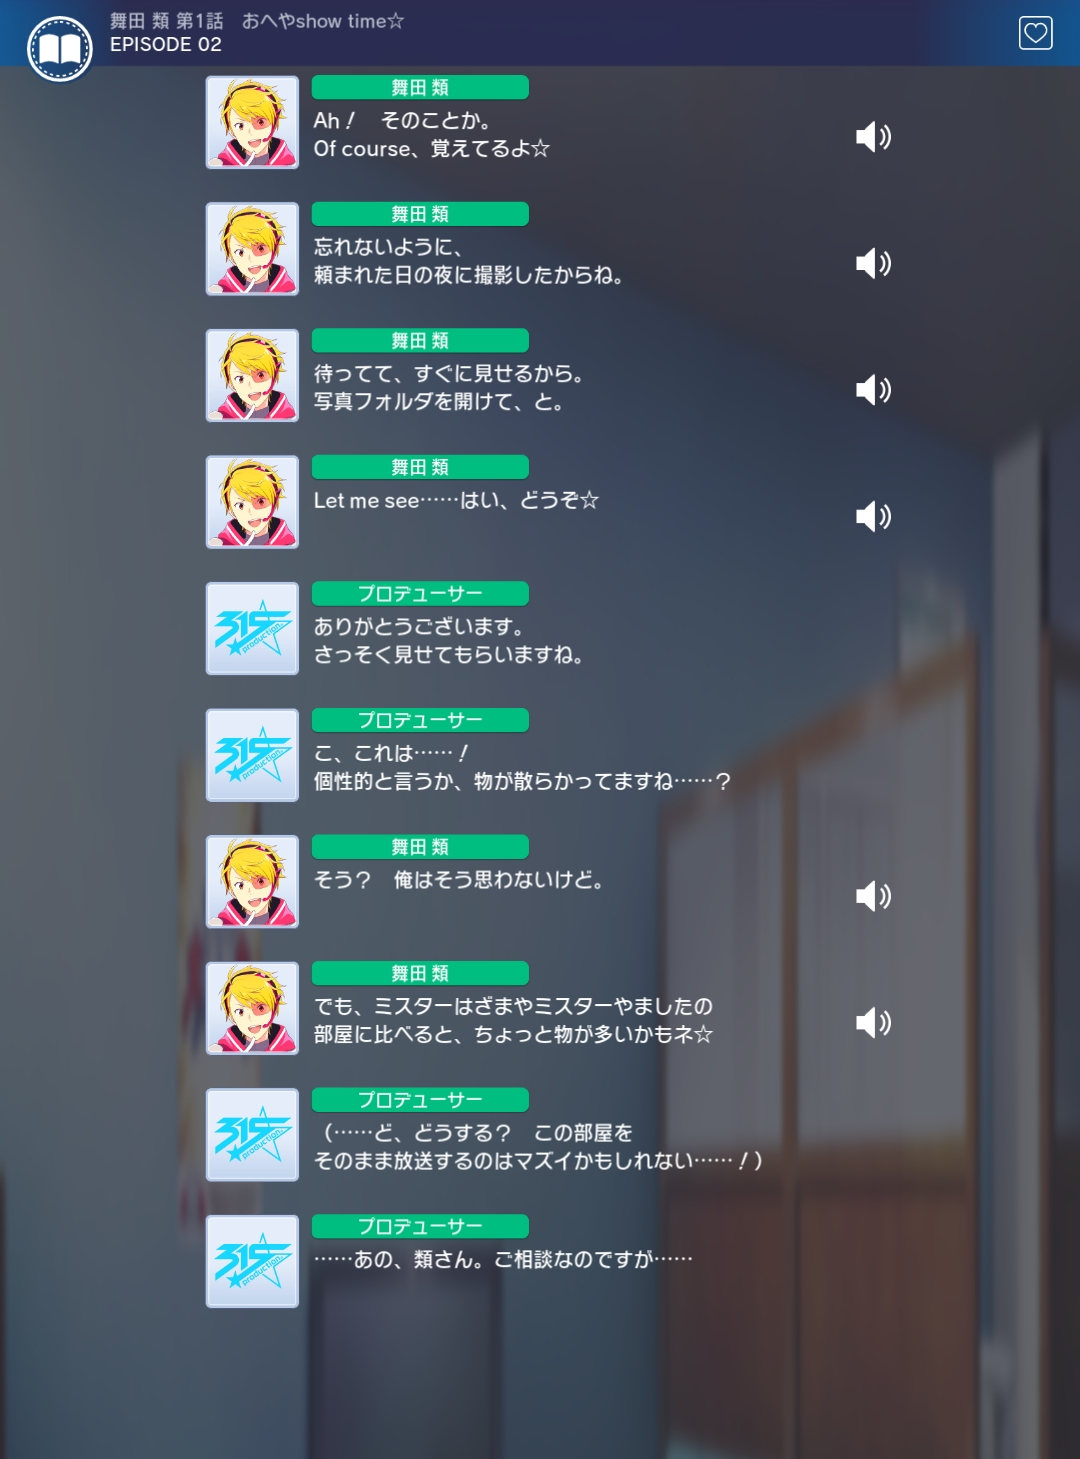 舞田 類 第1話　おへやshow time☆
EPISODE 02
舞田 類
Ah！　そのことか。
Of course、覚えてるよ☆
舞田 類
忘れないように、
頼まれた日の夜に撮影したからね。
舞田 類
待ってて、すぐに見せるから。
写真フォルダを開けて、と。
舞田 類
Let me see……はい、どうぞ☆
315 production
プロデューサー
ありがとうございます。
さっそく見せてもらいますね。
315 production
プロデューサー
こ、これは……！
個性的と言うか、物が散らかってますね……？
舞田 類
そう？　俺はそう思わないけど。
舞田 類
でも、ミスターはざまやミスターやましたの
部屋に比べると、ちょっと物が多いかもネ☆
315 production
プロデューサー
（……ど、どうする？　この部屋を
そのまま放送するのはマズイかもしれない……！）
315 production
プロデューサー
……あの、類さん。ご相談なのですが……